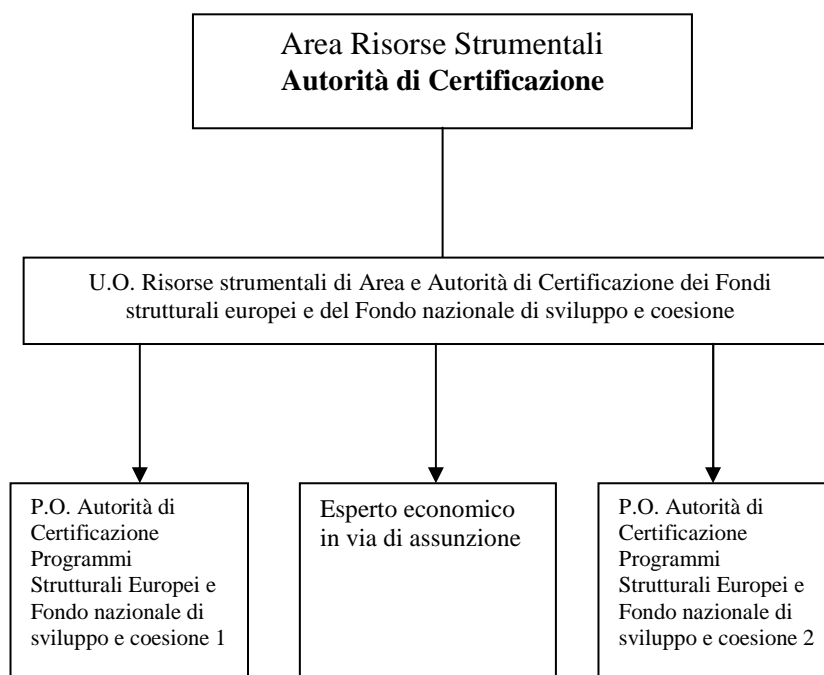 Area Risorse Strumentali
Autorità di Certificazione
U.O. Risorse strumentali di Area e Autorità di Certificazione dei Fondi
strutturali europei e del Fondo nazionale di sviluppo e coesione
P.O. Autorità di
Certificazione
Programmi
Strutturali Europei e
Fondo nazionale di
sviluppo e coesione 1
Esperto economico
in via di assunzione
P.O. Autorità di
Certificazione
Programmi
Strutturali Europei e
Fondo nazionale di
sviluppo e coesione 2